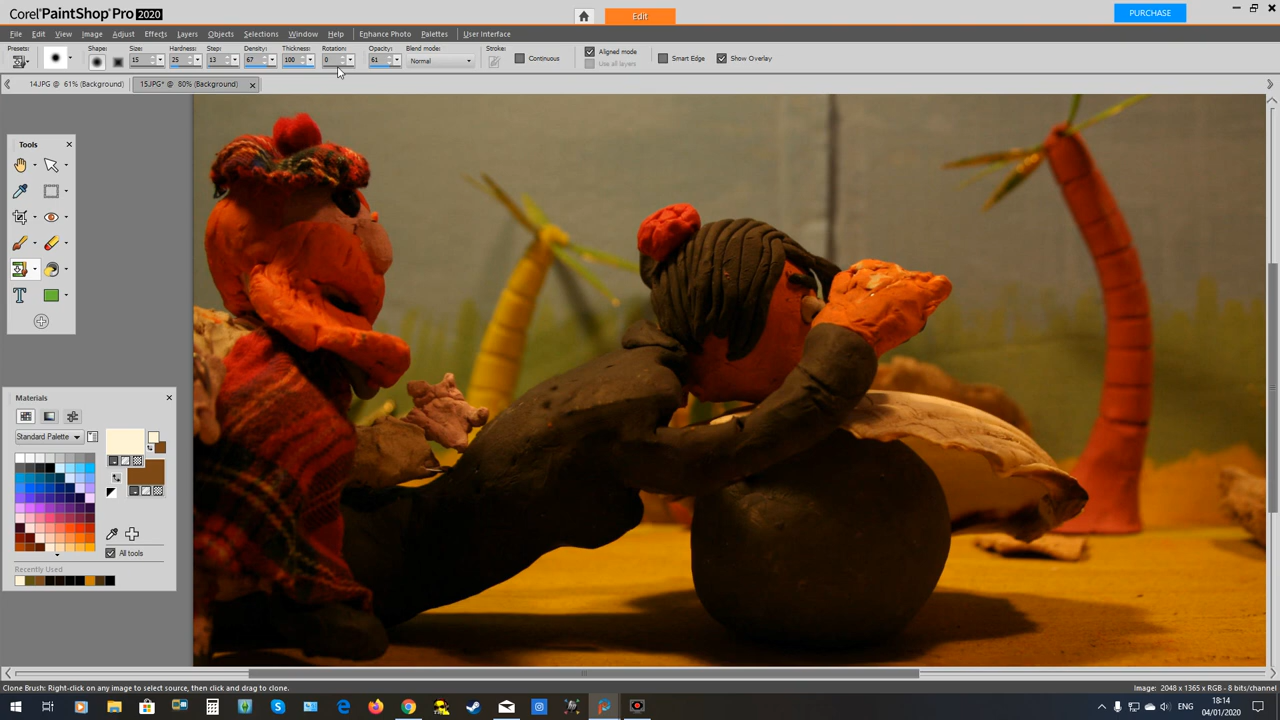 Corel® PaintShop® Pro 2020
Edit
PURCHASE
File Edit View Image Adjust Effects Layers Objects Selections Window Help Enhance Photo Palettes User Interface
Presets: Shape: Size: Hardness: Step: Density: Thickness: Rotation: Opacity: Blend mode: Stroke: Continuous Aligned mode Use all layers Smart Edge Show Overlay
15 25 13 67 100 0 61 Normal
14.JPG @ 61% (Background) 15.JPG* @ 80% (Background)
Tools
Materials
Standard Palette
All tools
Recently Used
Clone Brush: Right-click on any image to select source, then click and drag to clone.
Image: 2048 x 1365 x RGB - 8 bits/channel
ENG
18:14
04/01/2020